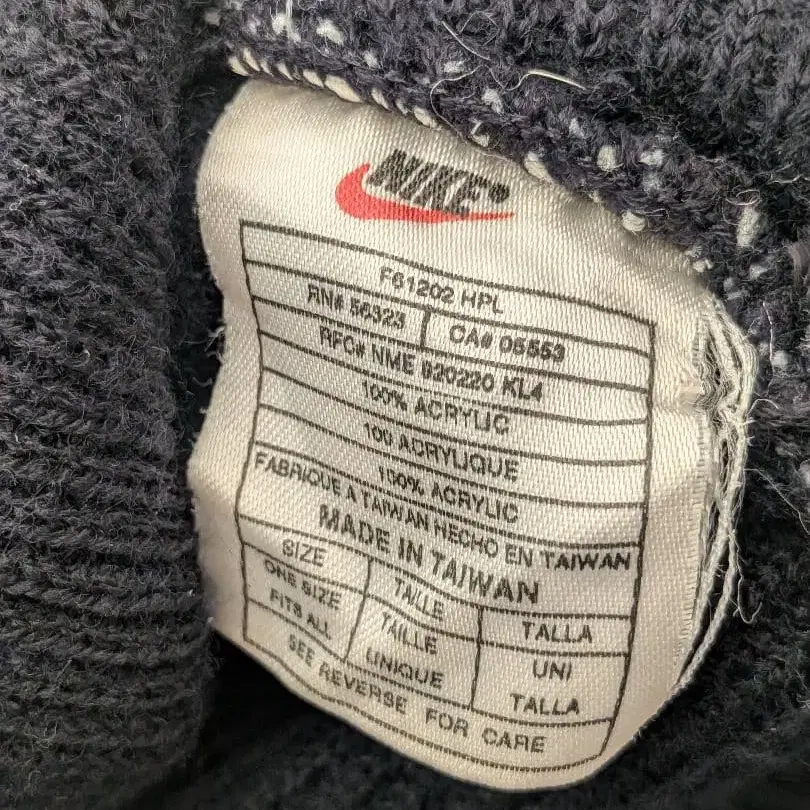 NIKE®
F61202 HPL
RN# 56323 CA# 05553
RFC# NME 920220 KL4
100% ACRYLIC
100 ACRYLIQUE
100% ACRYLIC
FABRIQUE A TAIWAN HECHO EN TAIWAN
MADE IN TAIWAN
SIZE TAILLE TALLA
ONE SIZE TAILLE UNI
FITS ALL UNIQUE TALLA
SEE REVERSE FOR CARE